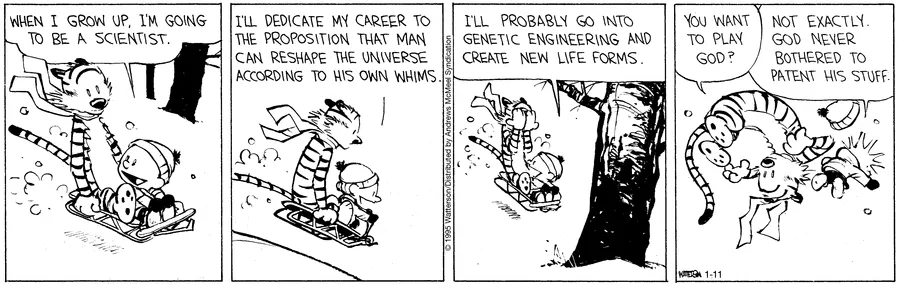 WHEN I GROW UP, I'M GOING
TO BE A SCIENTIST.
I'LL DEDICATE MY CAREER TO
THE PROPOSITION THAT MAN
CAN RESHAPE THE UNIVERSE
ACCORDING TO HIS OWN WHIMS.
© 1995 Watterson/Distributed by Andrews McMeel Syndication
I'LL PROBABLY GO INTO
GENETIC ENGINEERING AND
CREATE NEW LIFE FORMS.
YOU WANT
TO PLAY
GOD?
NOT EXACTLY.
GOD NEVER
BOTHERED TO
PATENT HIS STUFF.
WATTERSON 1-11